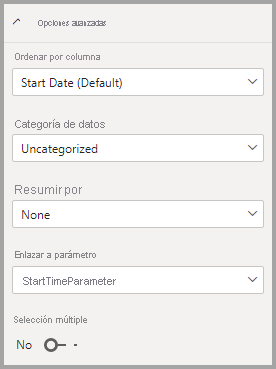 Opciones avanzadas
Ordenar por columna
Start Date (Default)
Categoría de datos
Uncategorized
Resumir por
None
Enlazar a parámetro
StartTimeParameter
Selección múltiple
No